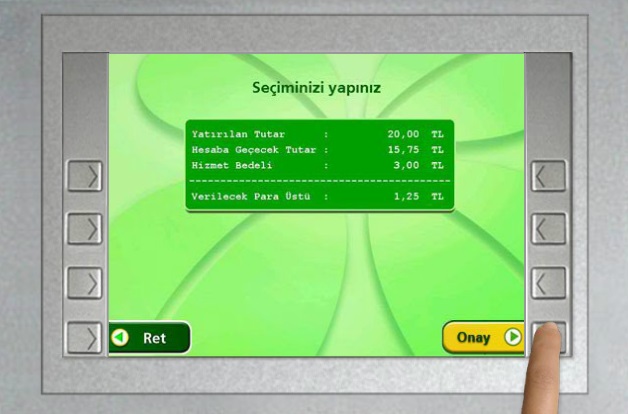 Seçiminizi yapınız
Yatırılan Tutar : 20,00 TL
Hesaba Geçecek Tutar : 15,75 TL
Hizmet Bedeli : 3,00 TL
Verilecek Para Üstü : 1,25 TL
Ret
Onay